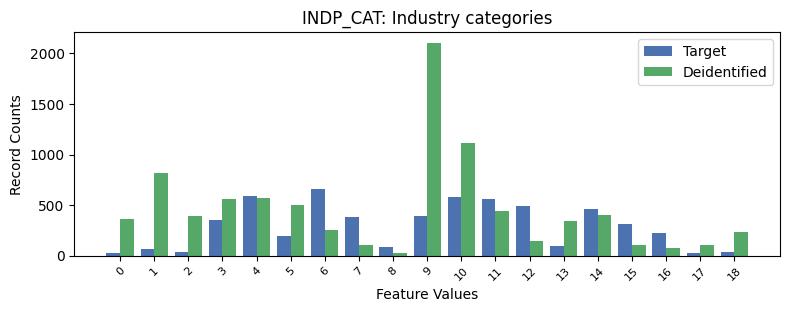 INDP_CAT: Industry categories
Target
Deidentified
Record Counts
2000
1500
1000
500
0
0 1 2 3 4 5 6 7 8 9 10 11 12 13 14 15 16 17 18
Feature Values